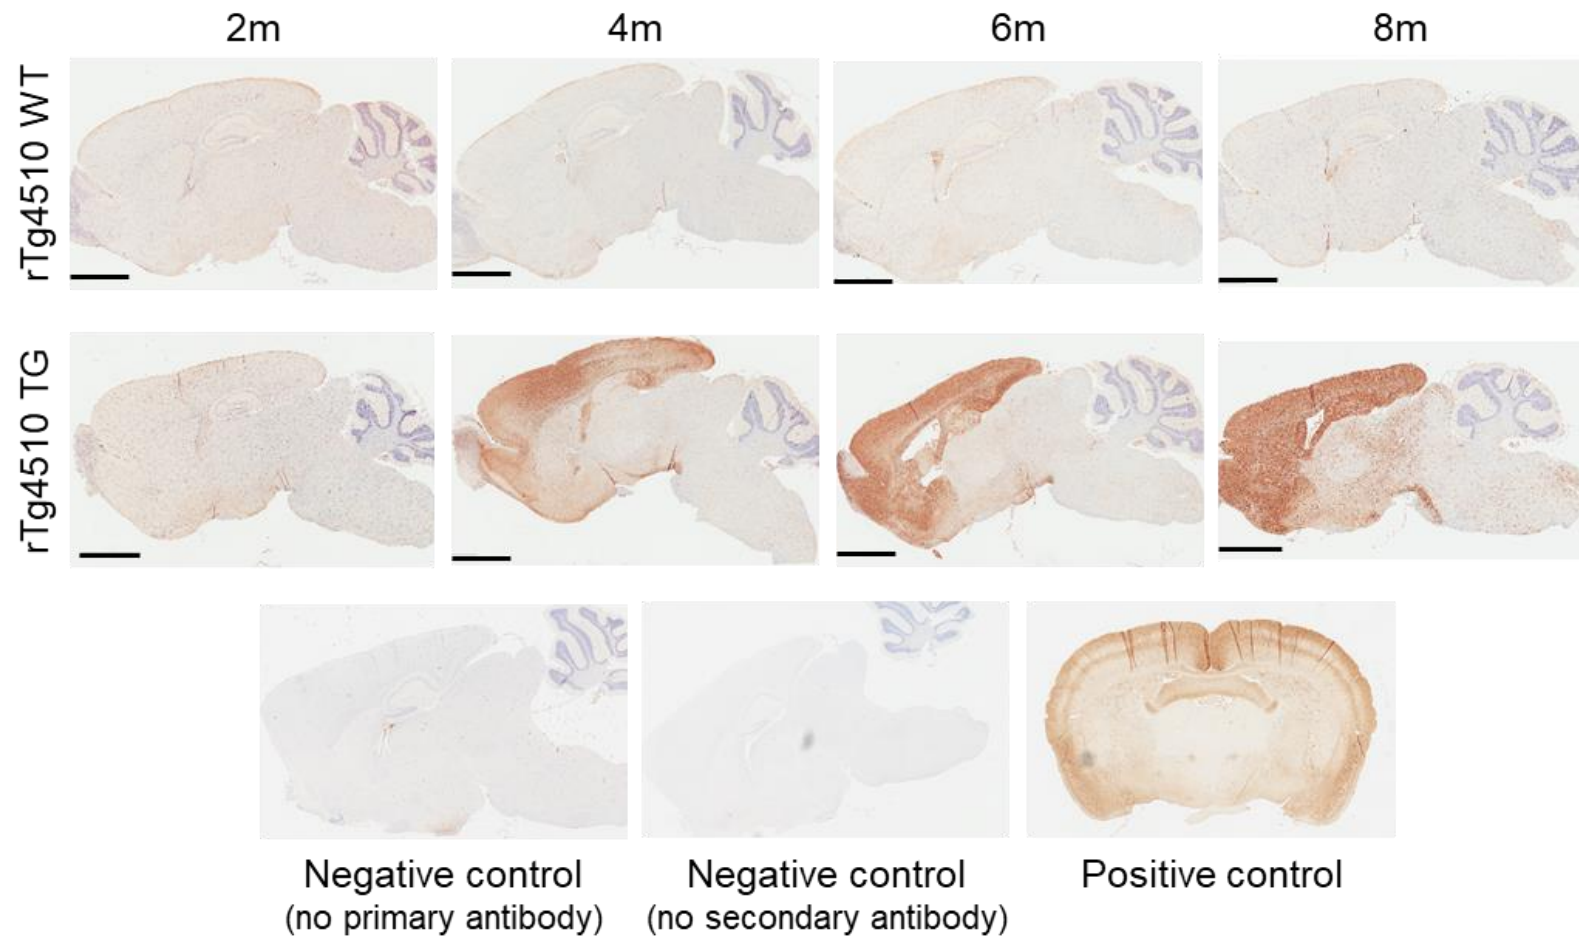 2m
4m
6m
8m
rTg4510 WT
rTg4510 TG
Negative control
(no primary antibody)
Negative control
(no secondary antibody)
Positive control